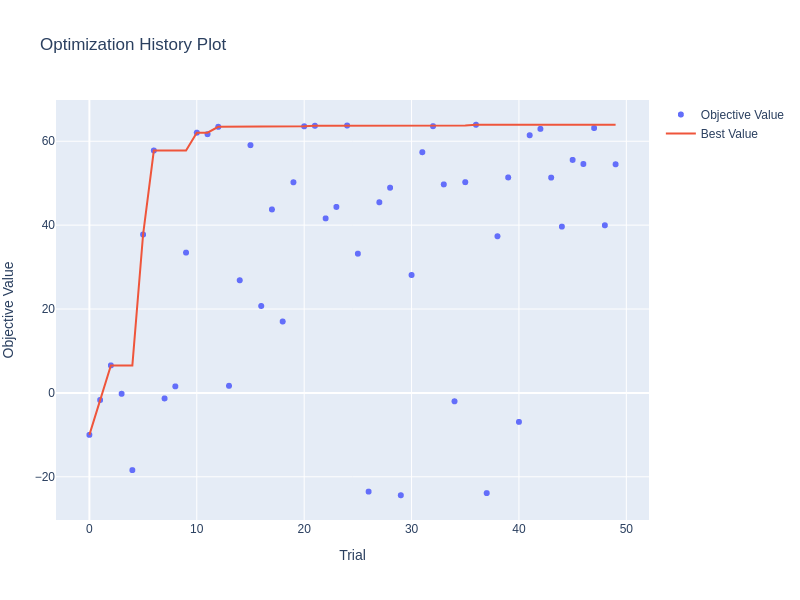 Optimization History Plot
Objective Value
Best Value
60
40
20
0
−20
Objective Value
0
10
20
30
40
50
Trial